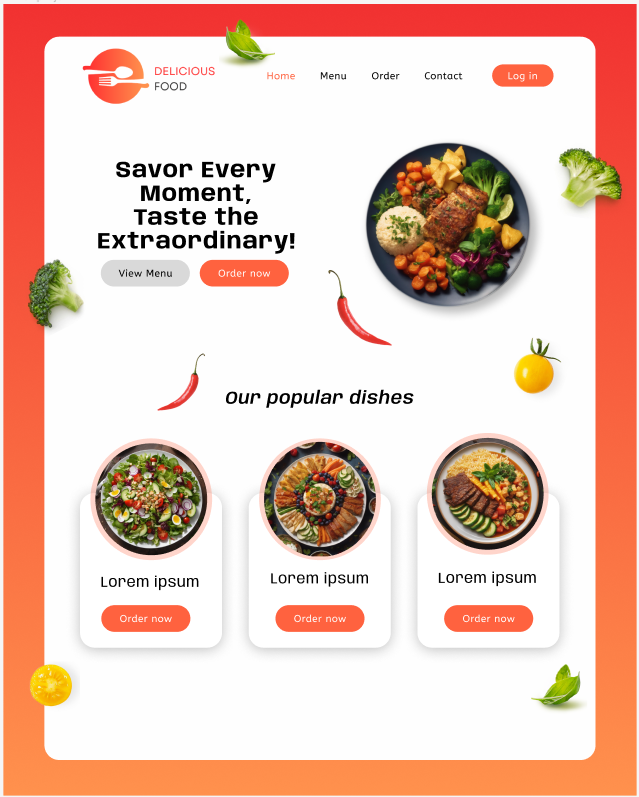 DELICIOUS
FOOD
Home Menu Order Contact Log in
Savor Every
Moment,
Taste the
Extraordinary!
View Menu Order now
Our popular dishes
Lorem ipsum Lorem ipsum Lorem ipsum
Order now Order now Order now